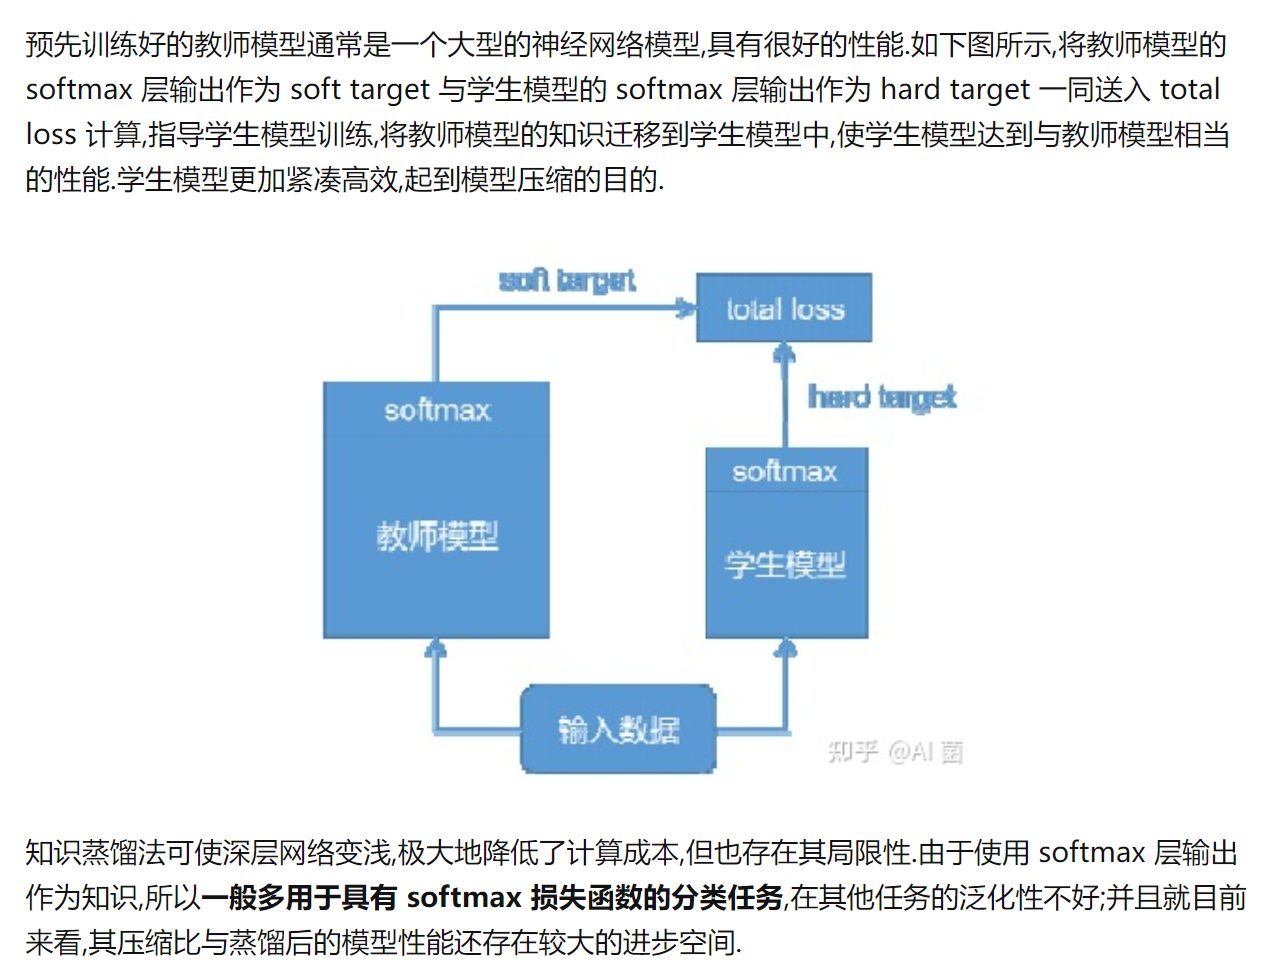 预先训练好的教师模型通常是一个大型的神经网络模型,具有很好的性能.如下图所示,将教师模型的
softmax 层输出作为 soft target 与学生模型的 softmax 层输出作为 hard target 一同送入 total
loss 计算,指导学生模型训练,将教师模型的知识迁移到学生模型中,使学生模型达到与教师模型相当
的性能.学生模型更加紧凑高效,起到模型压缩的目的.
soft target
total loss
hard target
softmax
教师模型
softmax
学生模型
输入数据
知乎 @AI 菌
知识蒸馏法可使深层网络变浅,极大地降低了计算成本,但也存在其局限性.由于使用 softmax 层输出
作为知识,所以一般多用于具有 softmax 损失函数的分类任务,在其他任务的泛化性不好;并且就目前
来看,其压缩比与蒸馏后的模型性能还存在较大的进步空间.